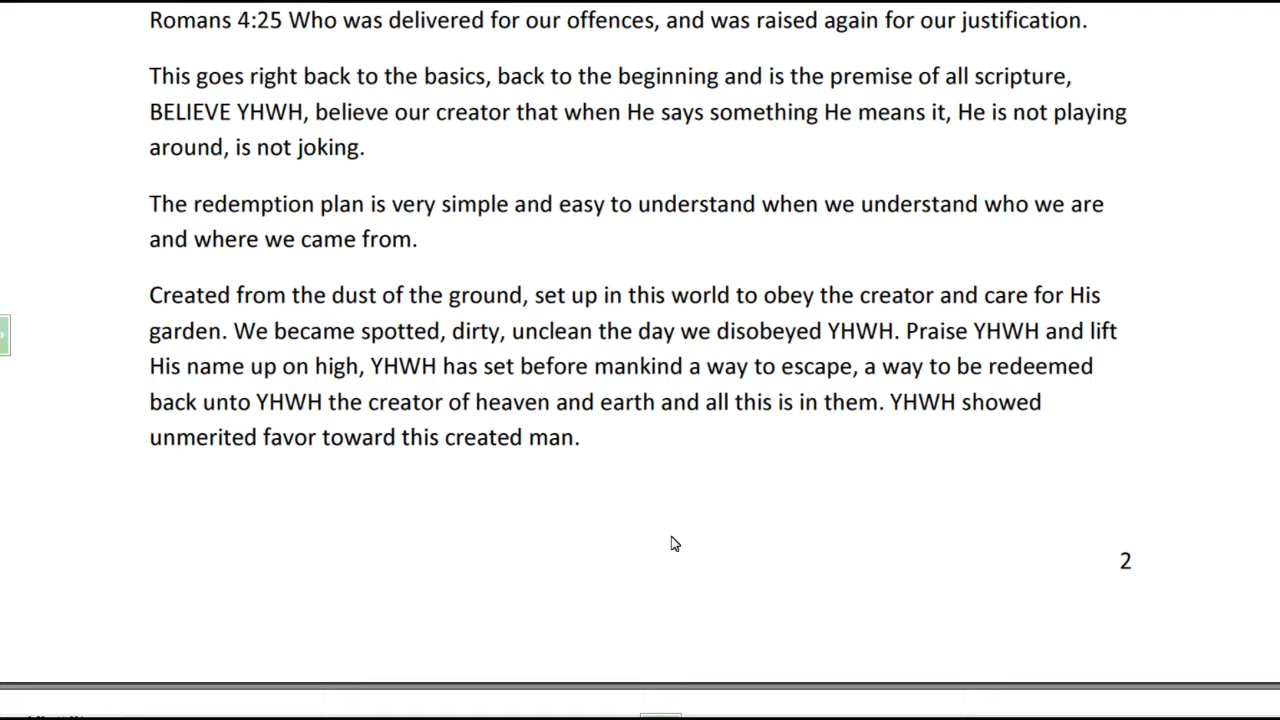 Romans 4:25 Who was delivered for our offences, and was raised again for our justification.
This goes right back to the basics, back to the beginning and is the premise of all scripture,
BELIEVE YHWH, believe our creator that when He says something He means it, He is not playing
around, is not joking.
The redemption plan is very simple and easy to understand when we understand who we are
and where we came from.
Created from the dust of the ground, set up in this world to obey the creator and care for His
garden. We became spotted, dirty, unclean the day we disobeyed YHWH. Praise YHWH and lift
His name up on high, YHWH has set before mankind a way to escape, a way to be redeemed
back unto YHWH the creator of heaven and earth and all this is in them. YHWH showed
unmerited favor toward this created man.
2